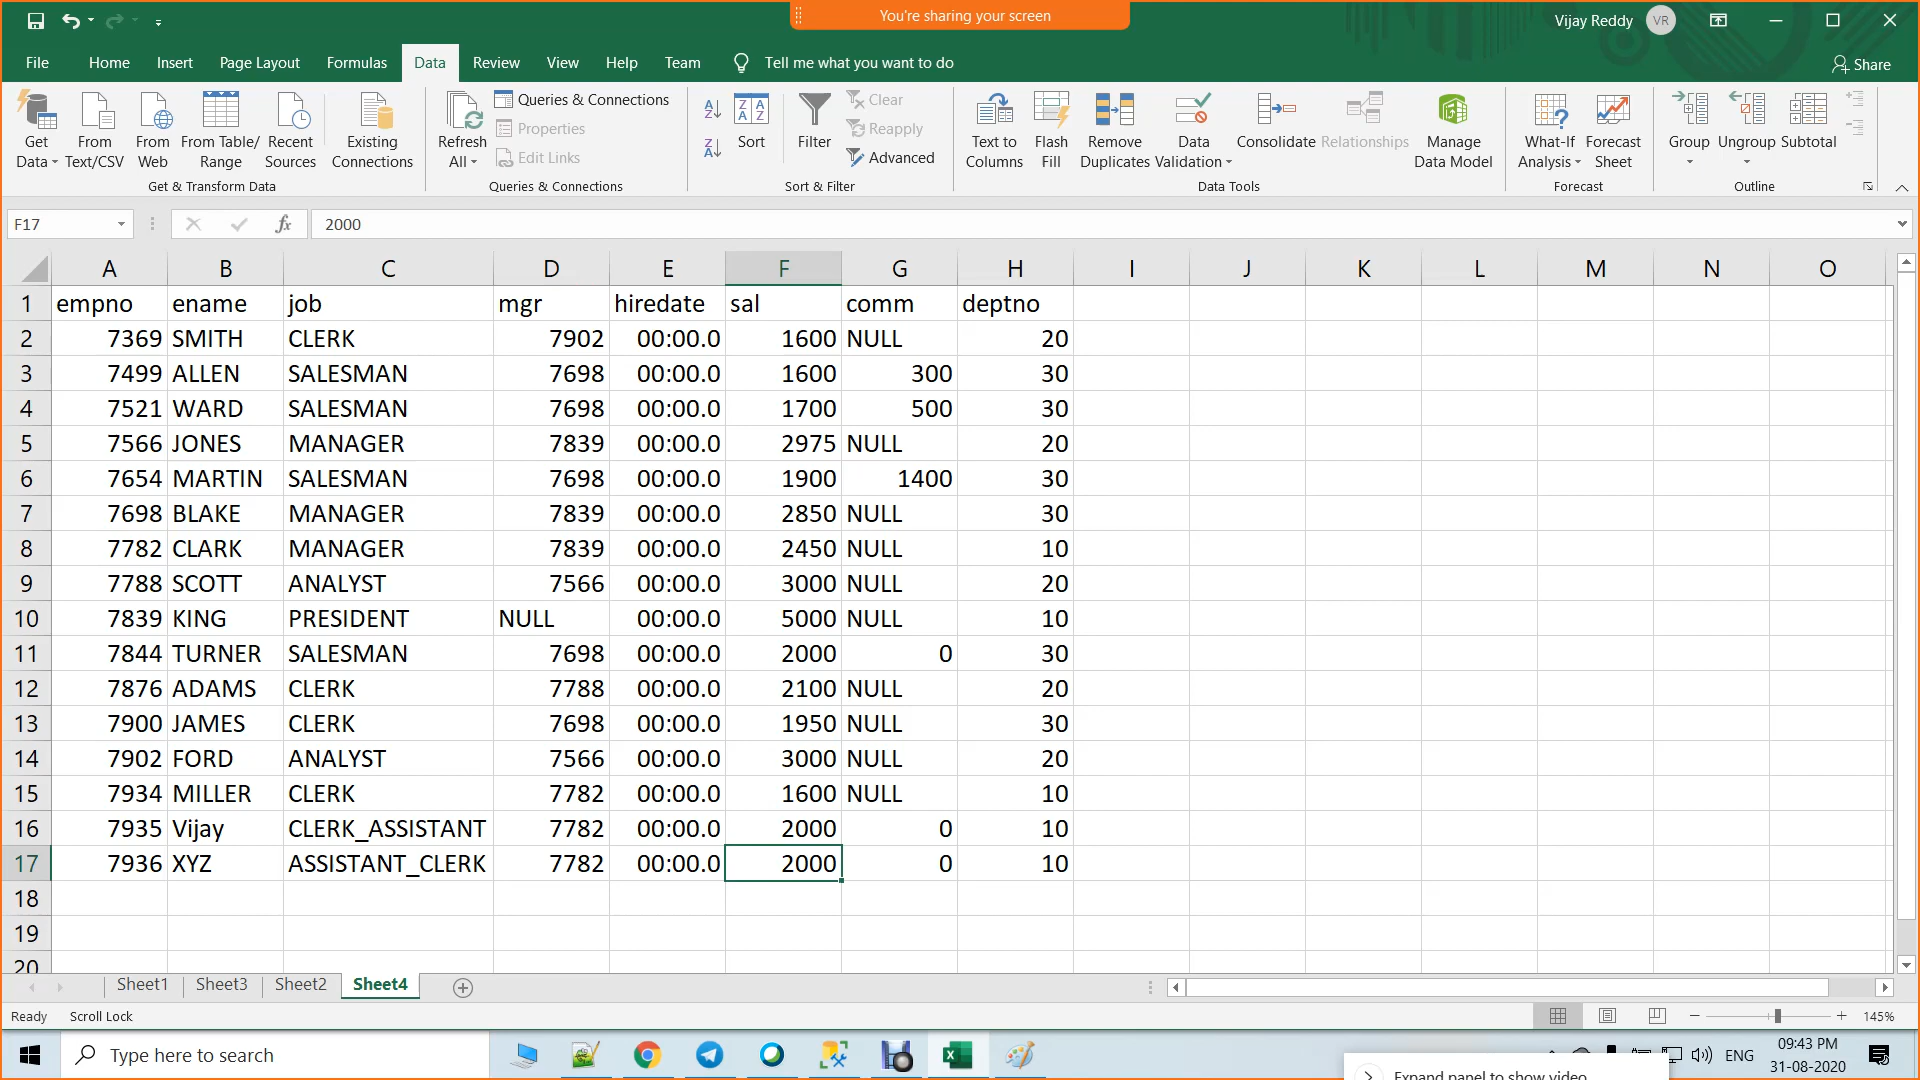 You're sharing your screen
Vijay Reddy VR
File Home Insert Page Layout Formulas Data Review View Help Team Tell me what you want to do Share
Get Data
From Text/CSV
From Web
From Table/ Range
Recent Sources
Existing Connections
Get & Transform Data
Refresh All
Queries & Connections
Properties
Edit Links
Queries & Connections
Sort
Filter
Clear
Reapply
Advanced
Sort & Filter
Text to Columns
Flash Fill
Remove Duplicates
Data Validation
Consolidate
Relationships
Manage Data Model
Data Tools
What-If Analysis
Forecast Sheet
Forecast
Group
Ungroup
Subtotal
Outline
F17 fx 2000
A B C D E F G H I J K L M N O
1 empno ename job mgr hiredate sal comm deptno
2 7369 SMITH CLERK 7902 00:00.0 1600 NULL 20
3 7499 ALLEN SALESMAN 7698 00:00.0 1600 300 30
4 7521 WARD SALESMAN 7698 00:00.0 1700 500 30
5 7566 JONES MANAGER 7839 00:00.0 2975 NULL 20
6 7654 MARTIN SALESMAN 7698 00:00.0 1900 1400 30
7 7698 BLAKE MANAGER 7839 00:00.0 2850 NULL 30
8 7782 CLARK MANAGER 7839 00:00.0 2450 NULL 10
9 7788 SCOTT ANALYST 7566 00:00.0 3000 NULL 20
10 7839 KING PRESIDENT NULL 00:00.0 5000 NULL 10
11 7844 TURNER SALESMAN 7698 00:00.0 2000 0 30
12 7876 ADAMS CLERK 7788 00:00.0 2100 NULL 20
13 7900 JAMES CLERK 7698 00:00.0 1950 NULL 30
14 7902 FORD ANALYST 7566 00:00.0 3000 NULL 20
15 7934 MILLER CLERK 7782 00:00.0 1600 NULL 10
16 7935 Vijay CLERK_ASSISTANT 7782 00:00.0 2000 0 10
17 7936 XYZ ASSISTANT_CLERK 7782 00:00.0 2000 0 10
18
19
20
Sheet1 Sheet3 Sheet2 Sheet4
Ready Scroll Lock 145%
Type here to search
ENG
09:43 PM
31-08-2020
Expand panel to show video